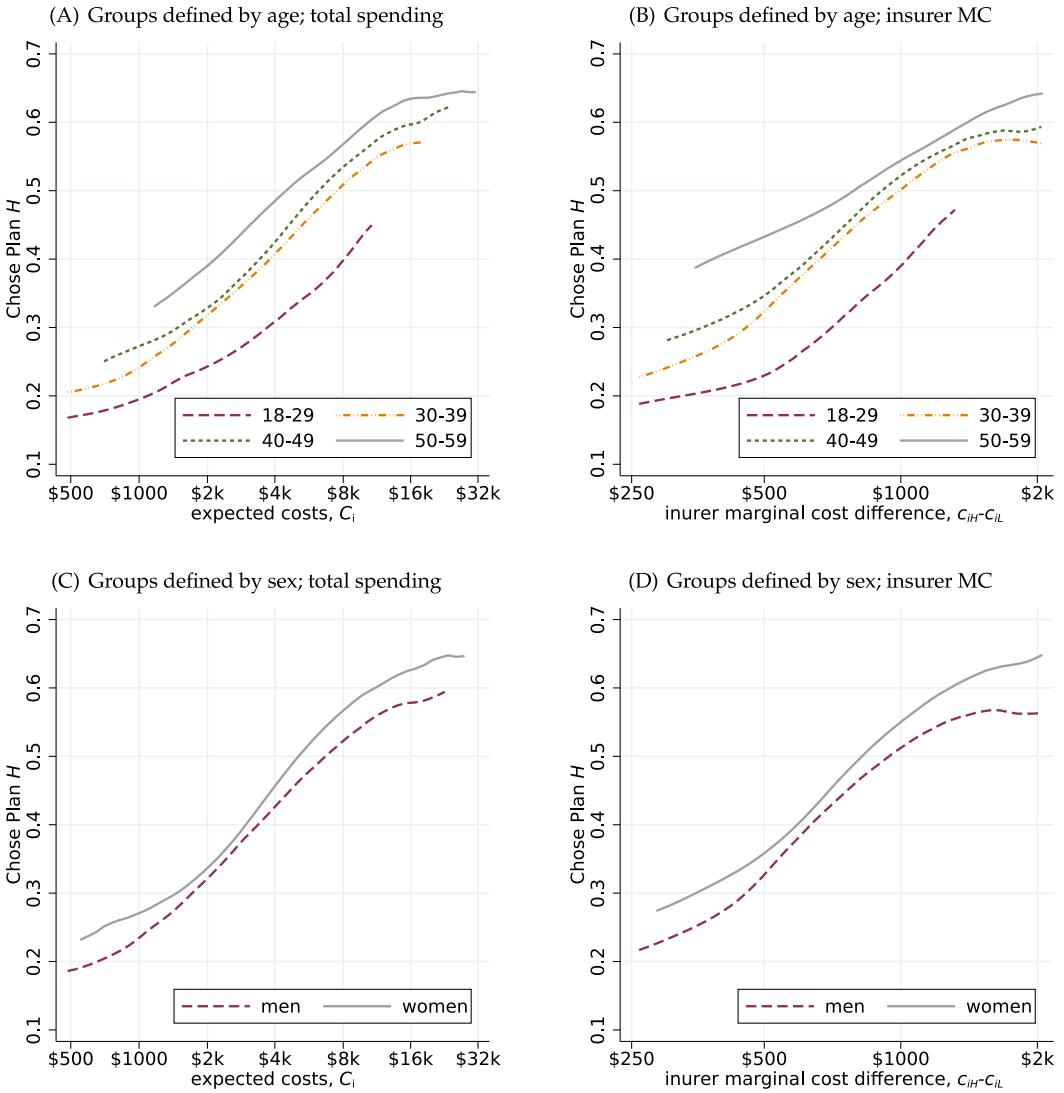 (A) Groups defined by age; total spending
Chose Plan H
0.7
0.6
0.5
0.4
0.3
0.2
0.1
18-29
30-39
40-49
50-59
$500
$1000
$2k
$4k
$8k
$16k
$32k
expected costs, Ci
(B) Groups defined by age; insurer MC
Chose Plan H
0.7
0.6
0.5
0.4
0.3
0.2
0.1
18-29
30-39
40-49
50-59
$250
$500
$1000
$2k
inurer marginal cost difference, ciH-ciL
(C) Groups defined by sex; total spending
Chose Plan H
0.7
0.6
0.5
0.4
0.3
0.2
0.1
men
women
$500
$1000
$2k
$4k
$8k
$16k
$32k
expected costs, Ci
(D) Groups defined by sex; insurer MC
Chose Plan H
0.7
0.6
0.5
0.4
0.3
0.2
0.1
men
women
$250
$500
$1000
$2k
inurer marginal cost difference, ciH-ciL